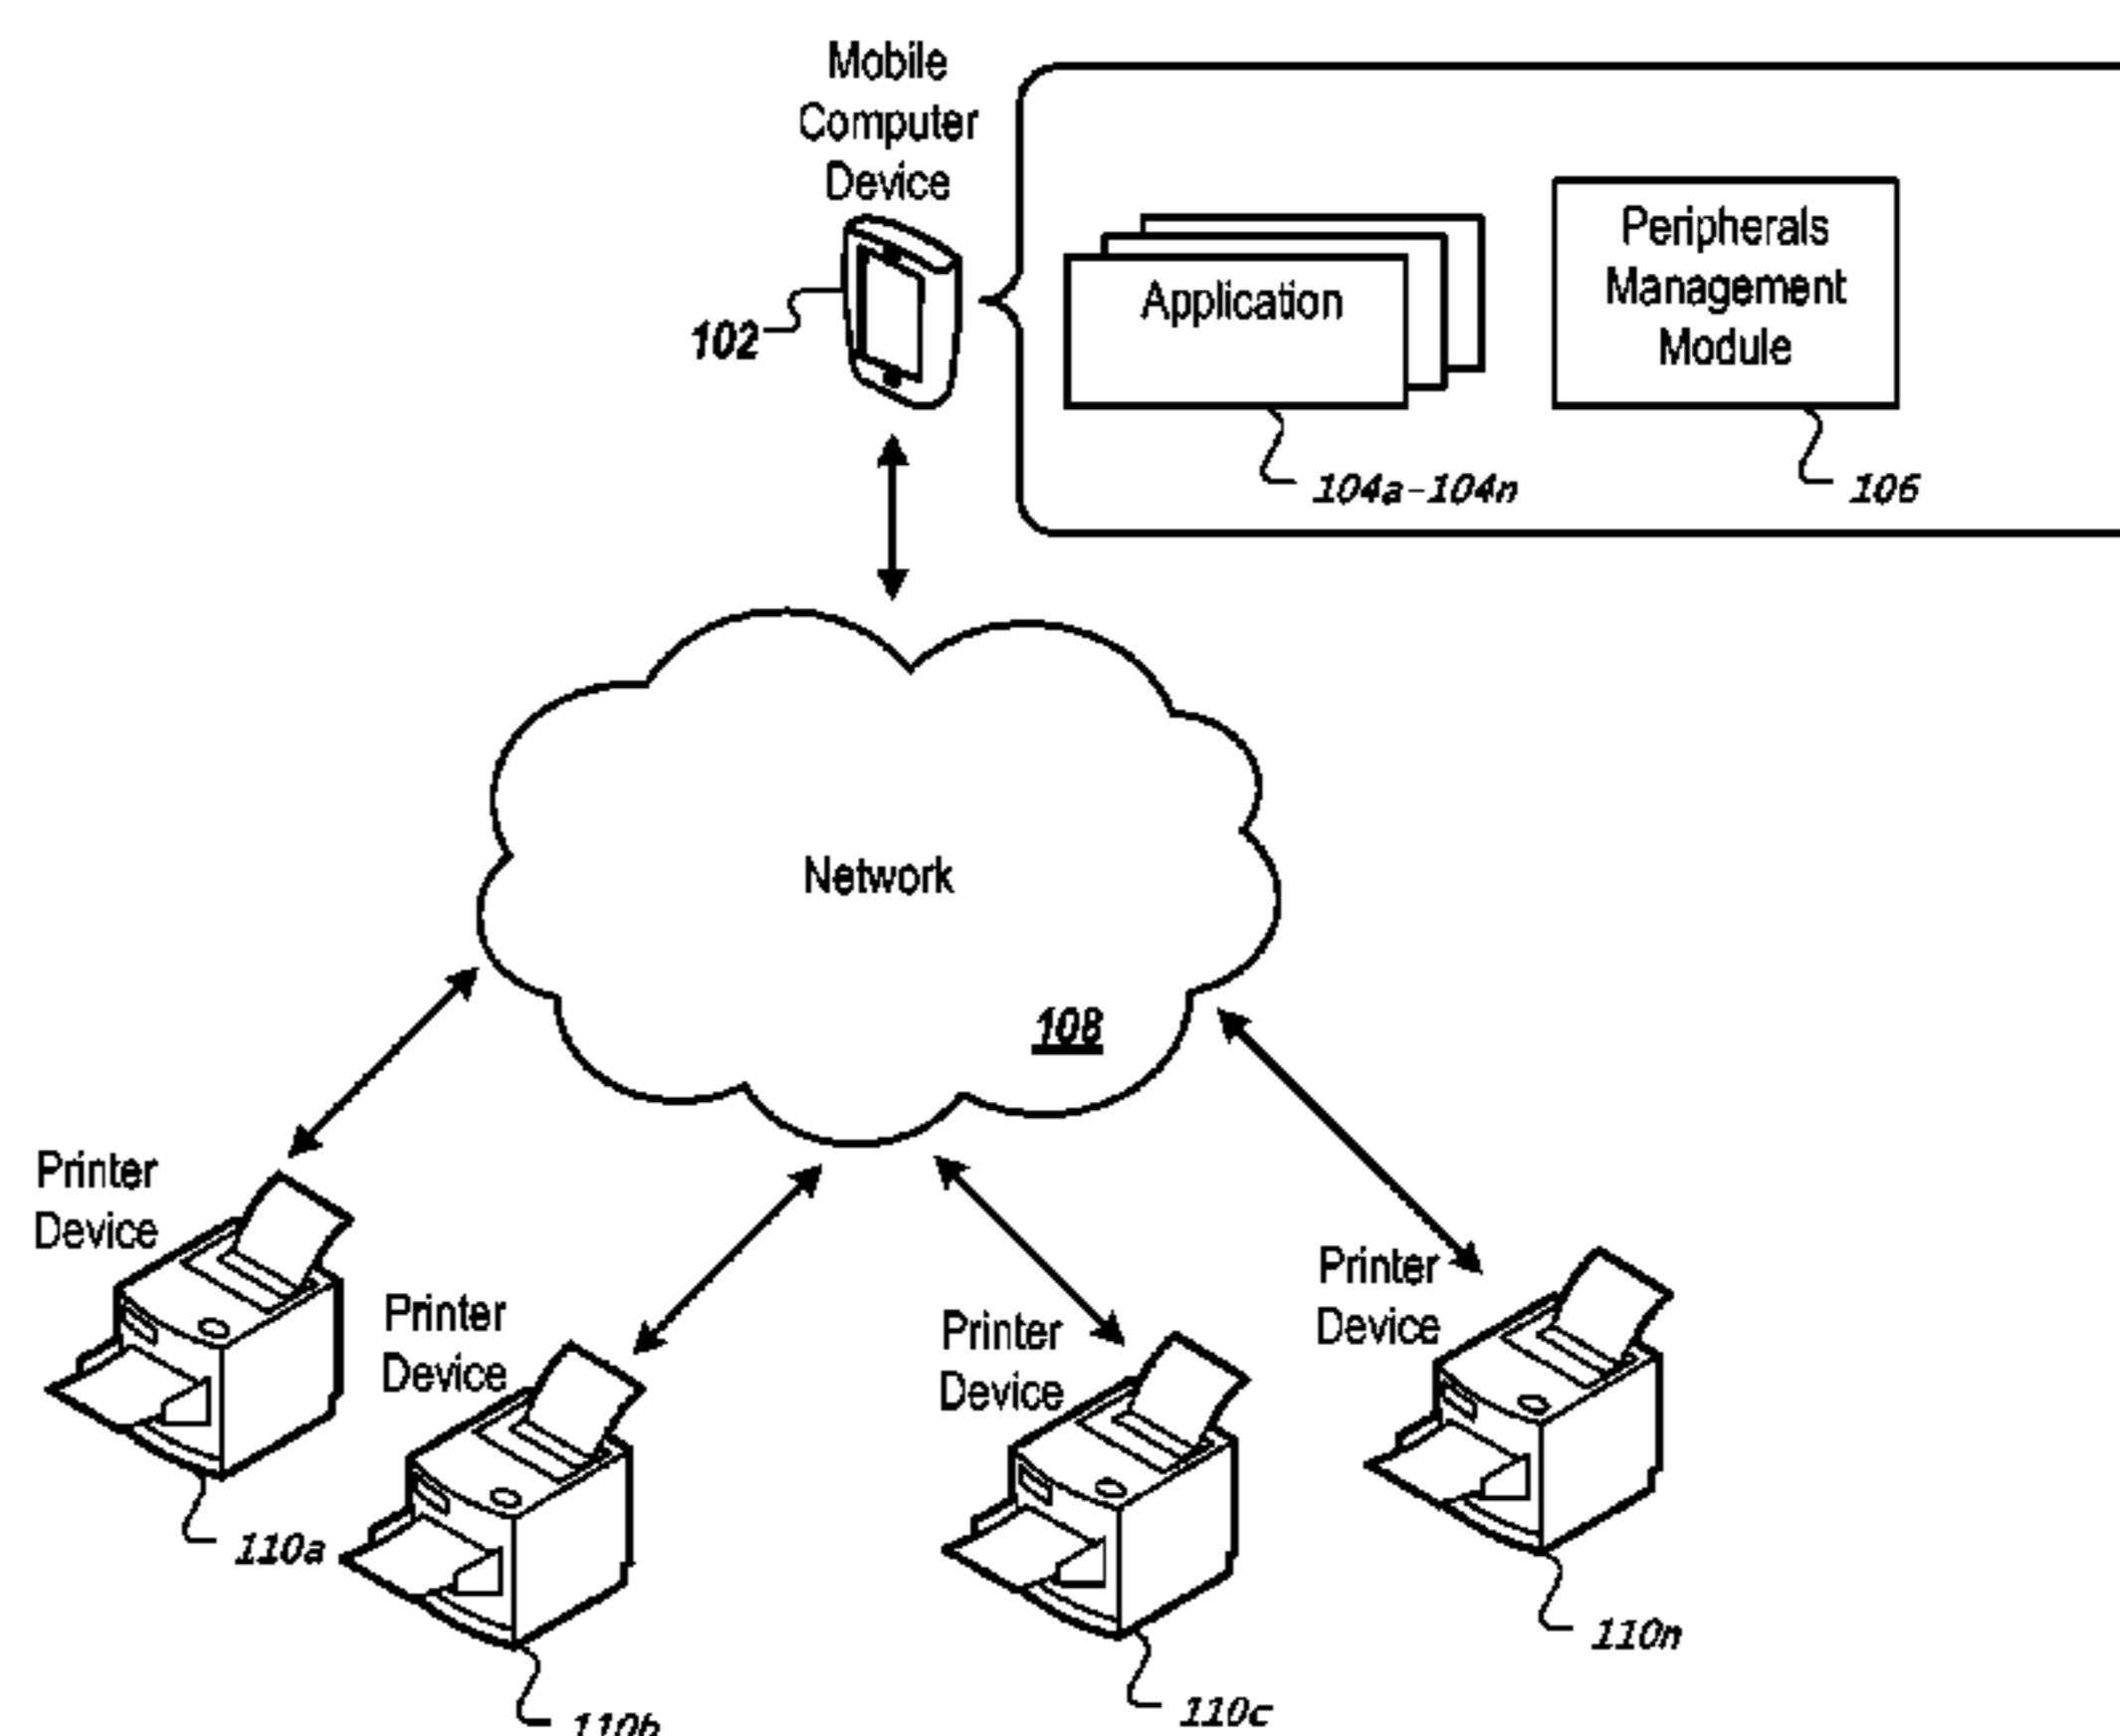 Mobile
Computer
Device
102
Application
104a-104n
Peripherals
Management
Module
106
Network
108
Printer
Device
110a
Printer
Device
110b
Printer
Device
110c
Printer
Device
110n